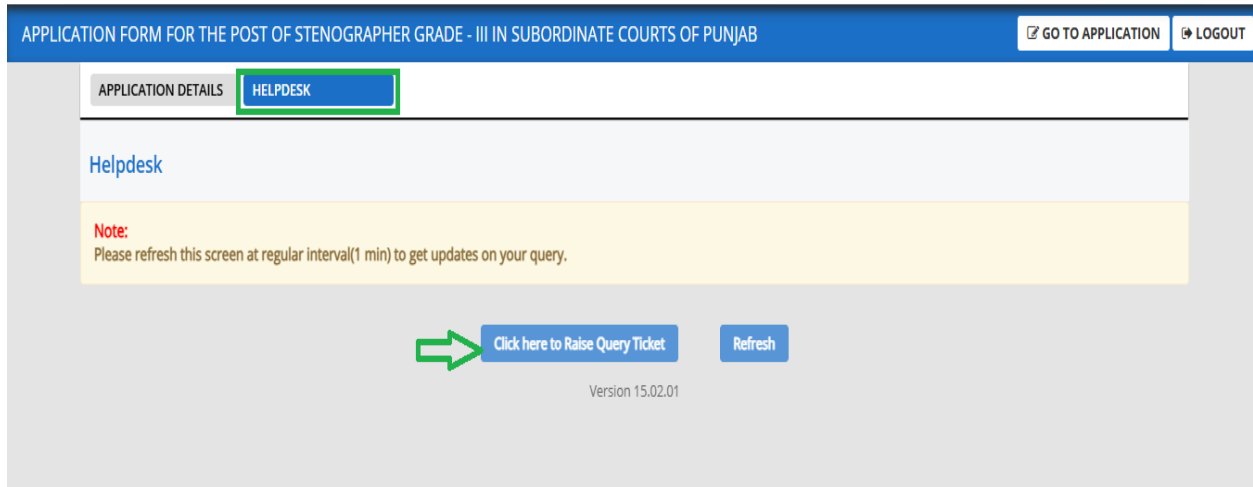 APPLICATION FORM FOR THE POST OF STENOGRAPHER GRADE - III IN SUBORDINATE COURTS OF PUNJAB
GO TO APPLICATION
LOGOUT
APPLICATION DETAILS
HELPDESK
Helpdesk
Note:
Please refresh this screen at regular interval(1 min) to get updates on your query.
Click here to Raise Query Ticket
Refresh
Version 15.02.01